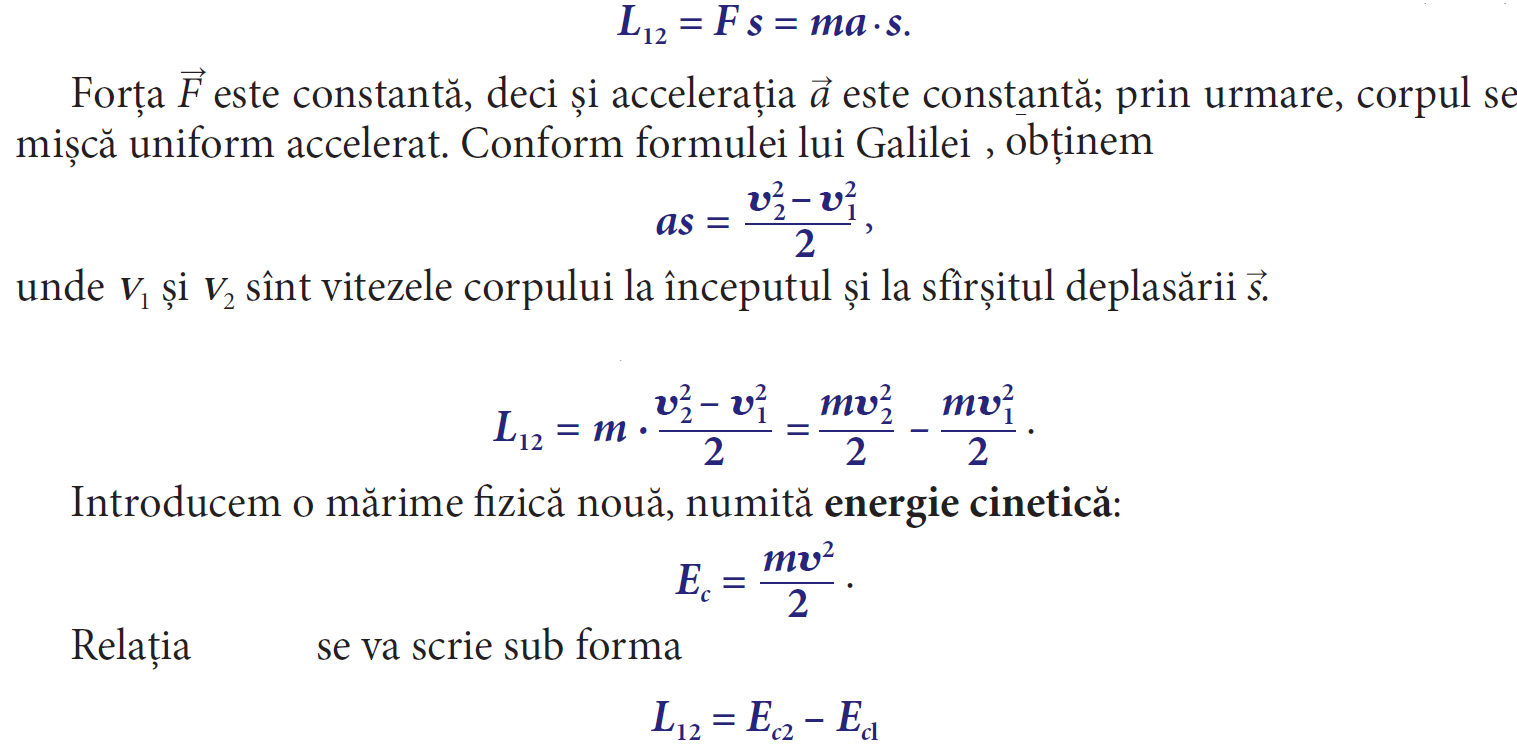 L₁₂ = F s = ma · s.
Forța F⃗ este constantă, deci și accelerația a⃗ este constantă; prin urmare, corpul se
mișcă uniform accelerat. Conform formulei lui Galilei , obținem
as = (v₂² – v₁²)/2 ,
unde v₁ și v₂ sînt vitezele corpului la începutul și la sfîrșitul deplasării s⃗.
L₁₂ = m · (v₂² – v₁²)/2 = mv₂²/2 – mv₁²/2 .
Introducem o mărime fizică nouă, numită energie cinetică:
E_c = mv²/2 .
Relația se va scrie sub forma
L₁₂ = E_c2 – E_c1